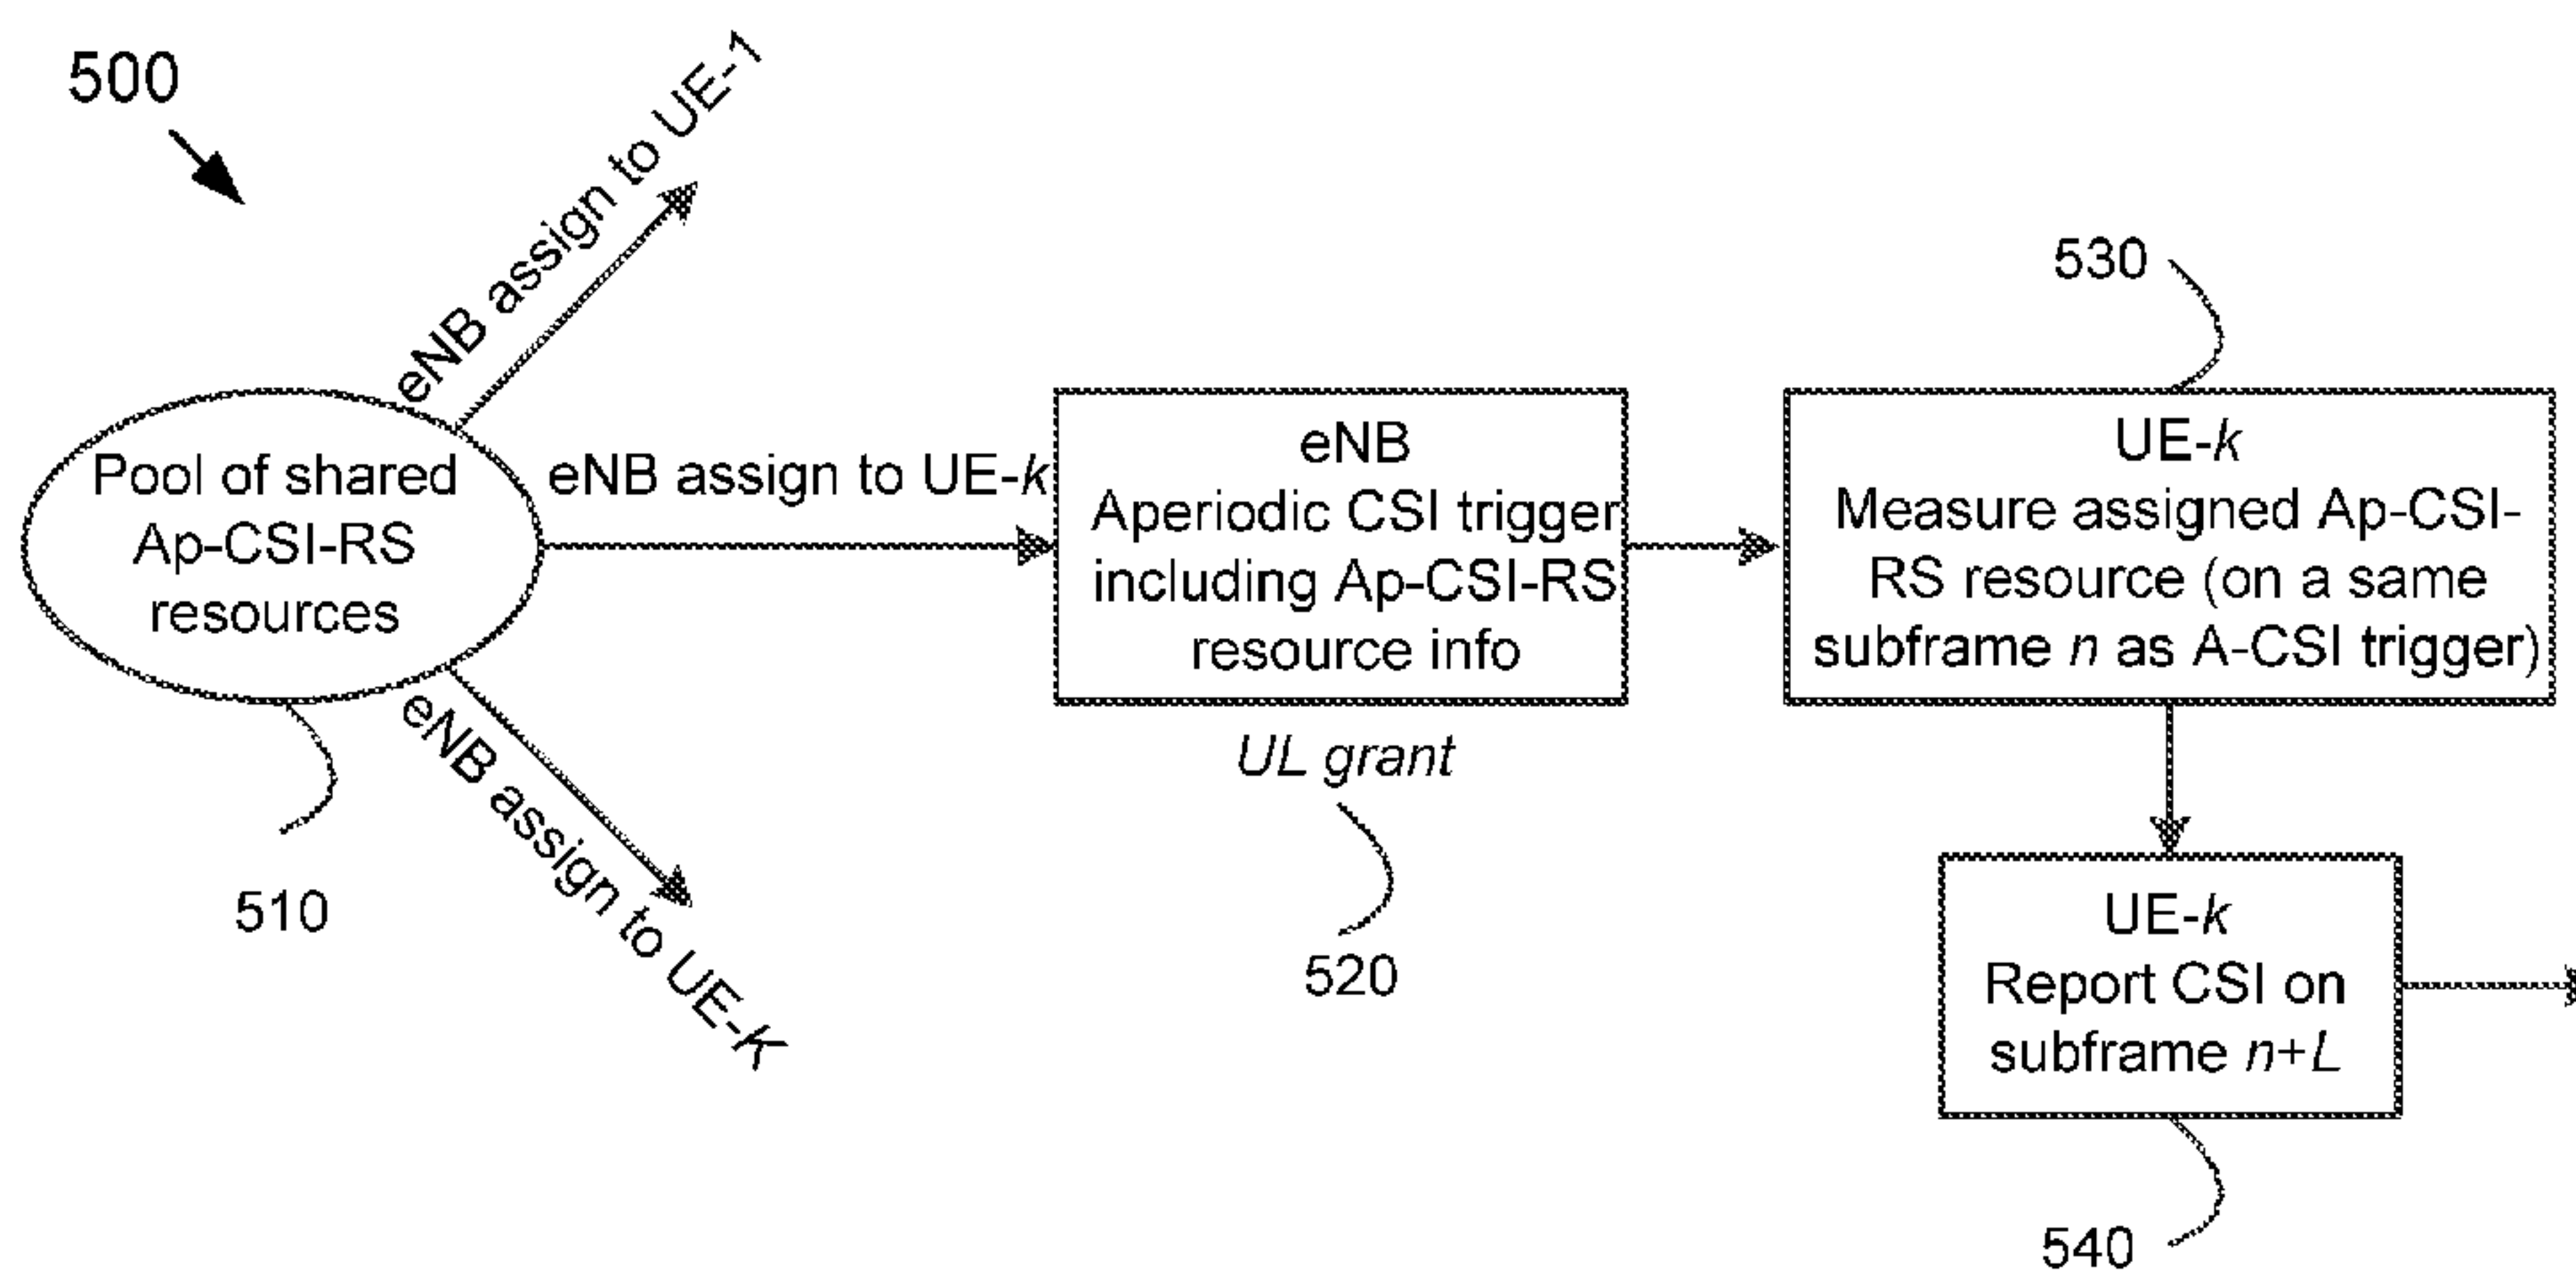 500
eNB assign to UE-1
Pool of shared
Ap-CSI-RS
resources
510
eNB assign to UE-k
eNB assign to UE-K
eNB
Aperiodic CSI trigger
including Ap-CSI-RS
resource info
UL grant
520
530
UE-k
Measure assigned Ap-CSI-
RS resource (on a same
subframe n as A-CSI trigger)
UE-k
Report CSI on
subframe n+L
540